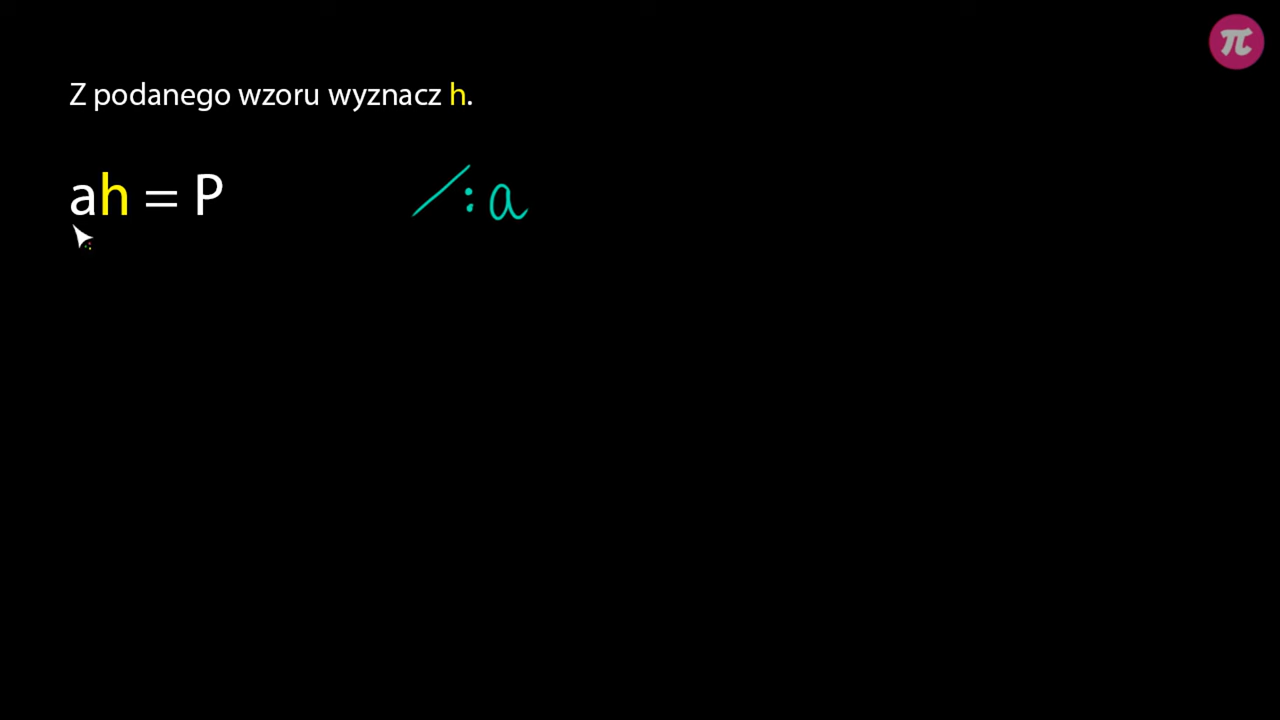 Z podanego wzoru wyznacz h.
ah = P /: a
π